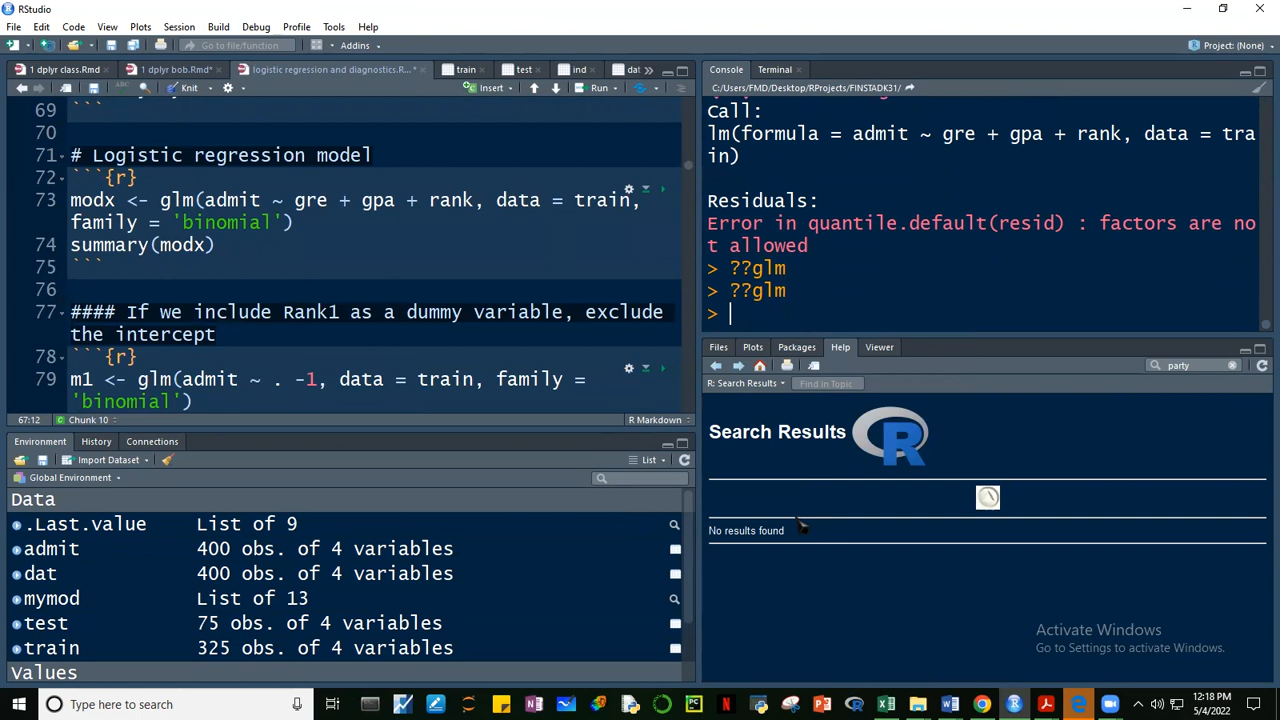 RStudio
File Edit Code View Plots Session Build Debug Profile Tools Help
Go to file/function Addins Project: (None)
1 dplyr class.Rmd 1 dplyr bob.Rmd* logistic regression and diagnostics.R...* train test ind dat
Knit Insert Run
69 ```
70
71 # Logistic regression model
72 ```{r}
73 modx <- glm(admit ~ gre + gpa + rank, data = train,
family = 'binomial')
74 summary(modx)
75 ```
76
77 #### If we include Rank1 as a dummy variable, exclude
the intercept
78 ```{r}
79 m1 <- glm(admit ~ . -1, data = train, family =
'binomial')
67:12 Chunk 10 R Markdown
Environment History Connections
Import Dataset List
Global Environment
Data
.Last.value List of 9
admit 400 obs. of 4 variables
dat 400 obs. of 4 variables
mymod List of 13
test 75 obs. of 4 variables
train 325 obs. of 4 variables
Values
Console Terminal
C:/Users/FMD/Desktop/RProjects/FINSTADK31/
Call:
lm(formula = admit ~ gre + gpa + rank, data = tra
in)
Residuals:
Error in quantile.default(resid) : factors are no
t allowed
> ??glm
> ??glm
>
Files Plots Packages Help Viewer
party
R: Search Results Find in Topic
Search Results R
No results found
Activate Windows
Go to Settings to activate Windows.
Type here to search
12:18 PM
5/4/2022